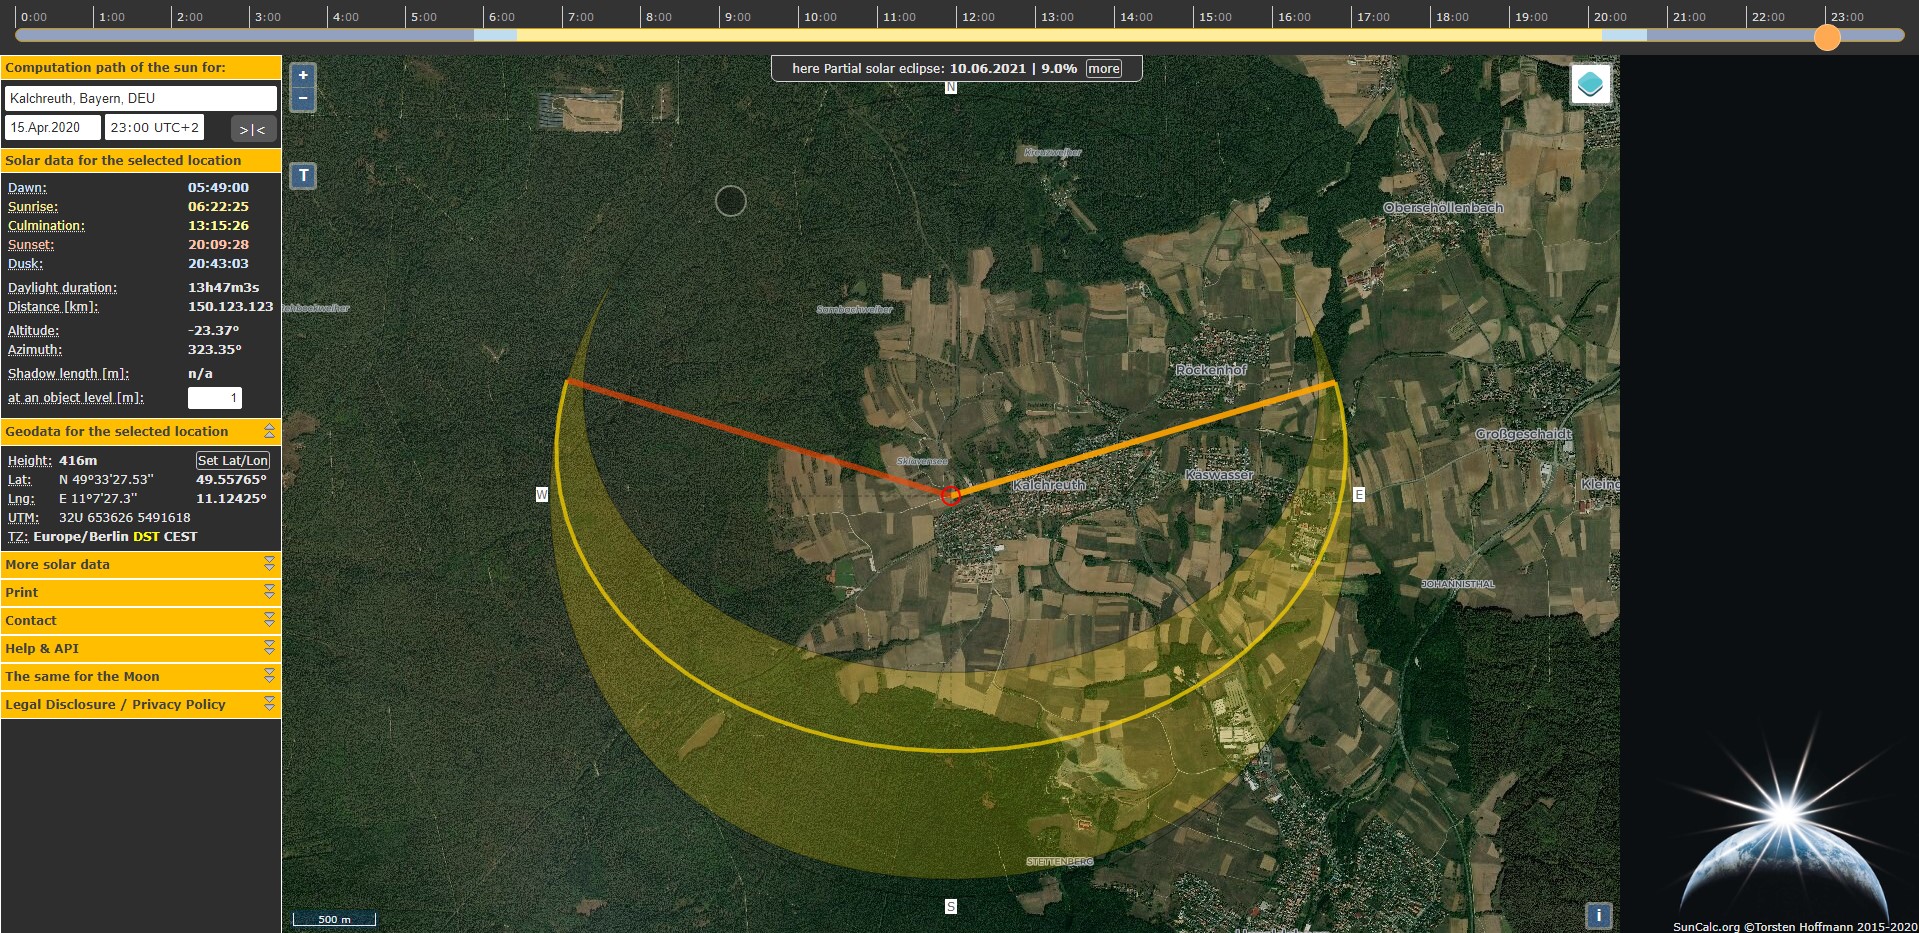 0:00 1:00 2:00 3:00 4:00 5:00 6:00 7:00 8:00 9:00 10:00 11:00 12:00 13:00 14:00 15:00 16:00 17:00 18:00 19:00 20:00 21:00 22:00 23:00
Computation path of the sun for:
Kalchreuth, Bayern, DEU
15.Apr.2020 23:00 UTC+2 >|<
Solar data for the selected location
Dawn: 05:49:00
Sunrise: 06:22:25
Culmination: 13:15:26
Sunset: 20:09:28
Dusk: 20:43:03
Daylight duration: 13h47m3s
Distance [km]: 150.123.123
Altitude: -23.37°
Azimuth: 323.35°
Shadow length [m]: n/a
at an object level [m]: 1
Geodata for the selected location
Height: 416m Set Lat/Lon
Lat: N 49°33'27.53'' 49.55765°
Lng: E 11°7'27.3'' 11.12425°
UTM: 32U 653626 5491618
TZ: Europe/Berlin DST CEST
More solar data
Print
Contact
Help & API
The same for the Moon
Legal Disclosure / Privacy Policy
+
−
T
here Partial solar eclipse: 10.06.2021 | 9.0% more
N
Kreuzweiher
Oberschöllenbach
Sambachweiher
Röckenhof
Großgeschaidt
Sklavensee
Käswasser
Kalchreuth
W
E
JOHANNISTHAL
STETTENBERG
S
500 m
i
SunCalc.org ©Torsten Hoffmann 2015-2020